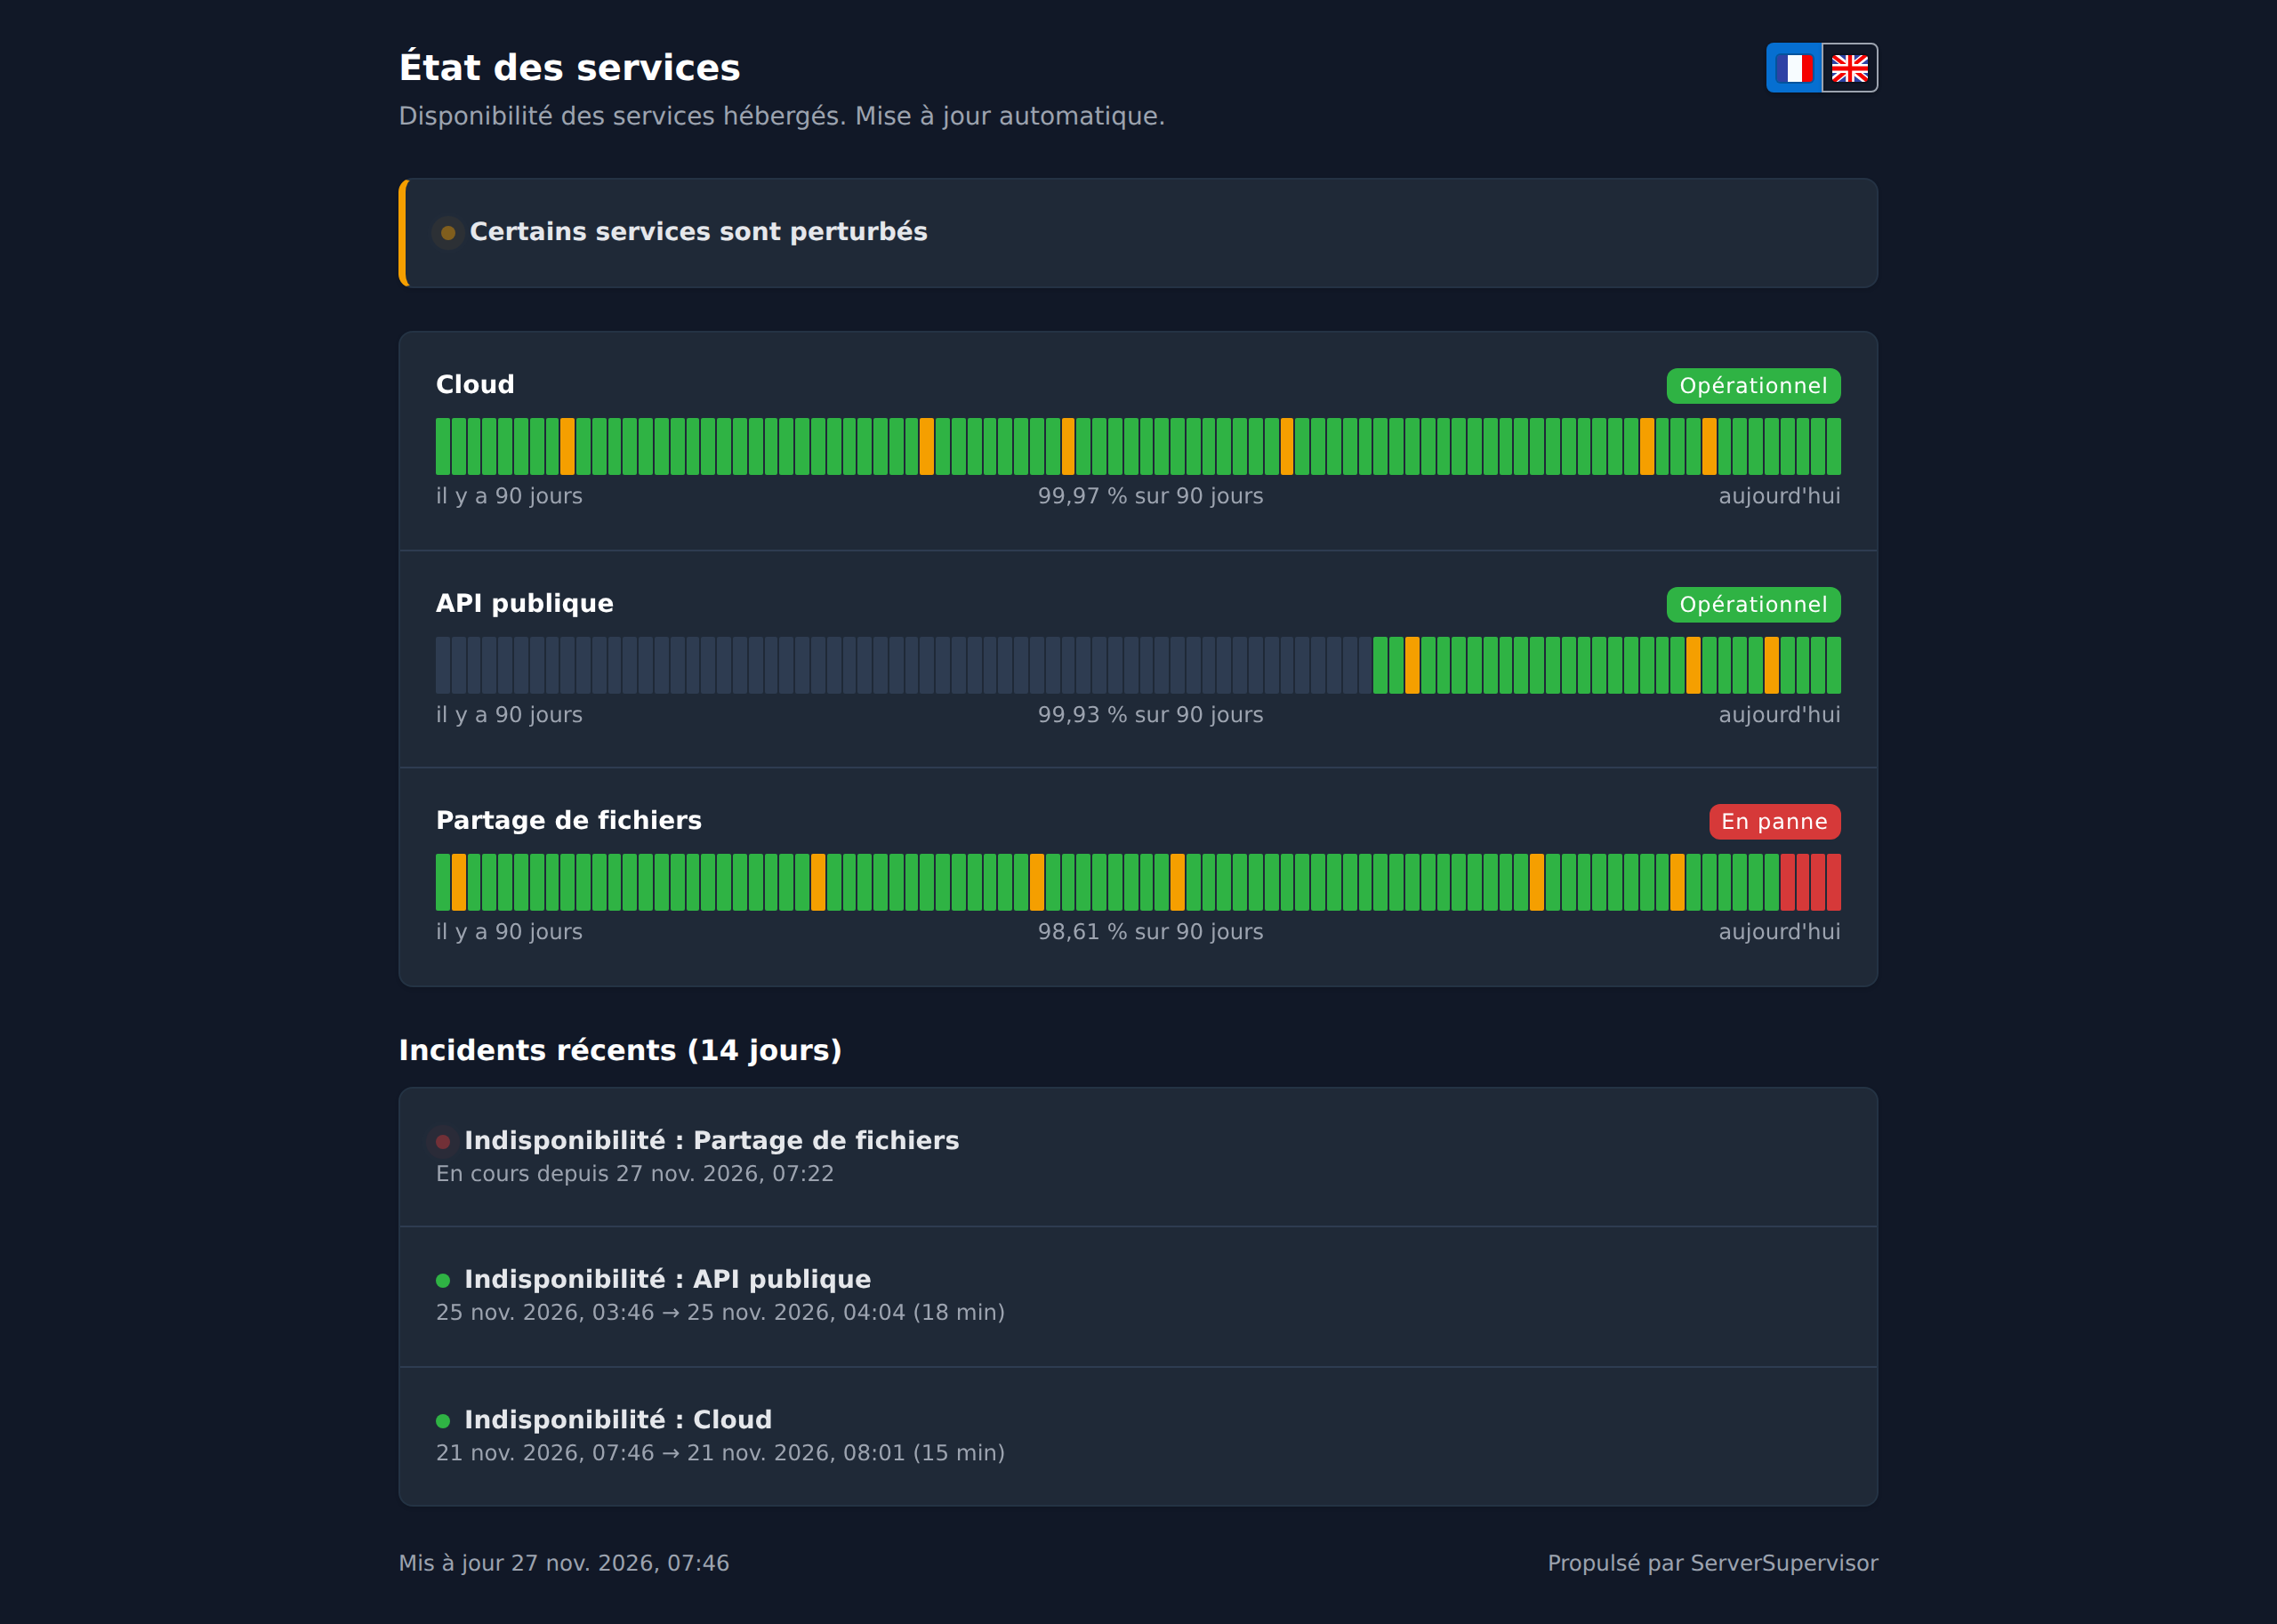 État des services
Disponibilité des services hébergés. Mise à jour automatique.
Certains services sont perturbés
Cloud
Opérationnel
il y a 90 jours
99,97 % sur 90 jours
aujourd'hui
API publique
Opérationnel
il y a 90 jours
99,93 % sur 90 jours
aujourd'hui
Partage de fichiers
En panne
il y a 90 jours
98,61 % sur 90 jours
aujourd'hui
Incidents récents (14 jours)
Indisponibilité : Partage de fichiers
En cours depuis 27 nov. 2026, 07:22
Indisponibilité : API publique
25 nov. 2026, 03:46 → 25 nov. 2026, 04:04 (18 min)
Indisponibilité : Cloud
21 nov. 2026, 07:46 → 21 nov. 2026, 08:01 (15 min)
Mis à jour 27 nov. 2026, 07:46
Propulsé par ServerSupervisor